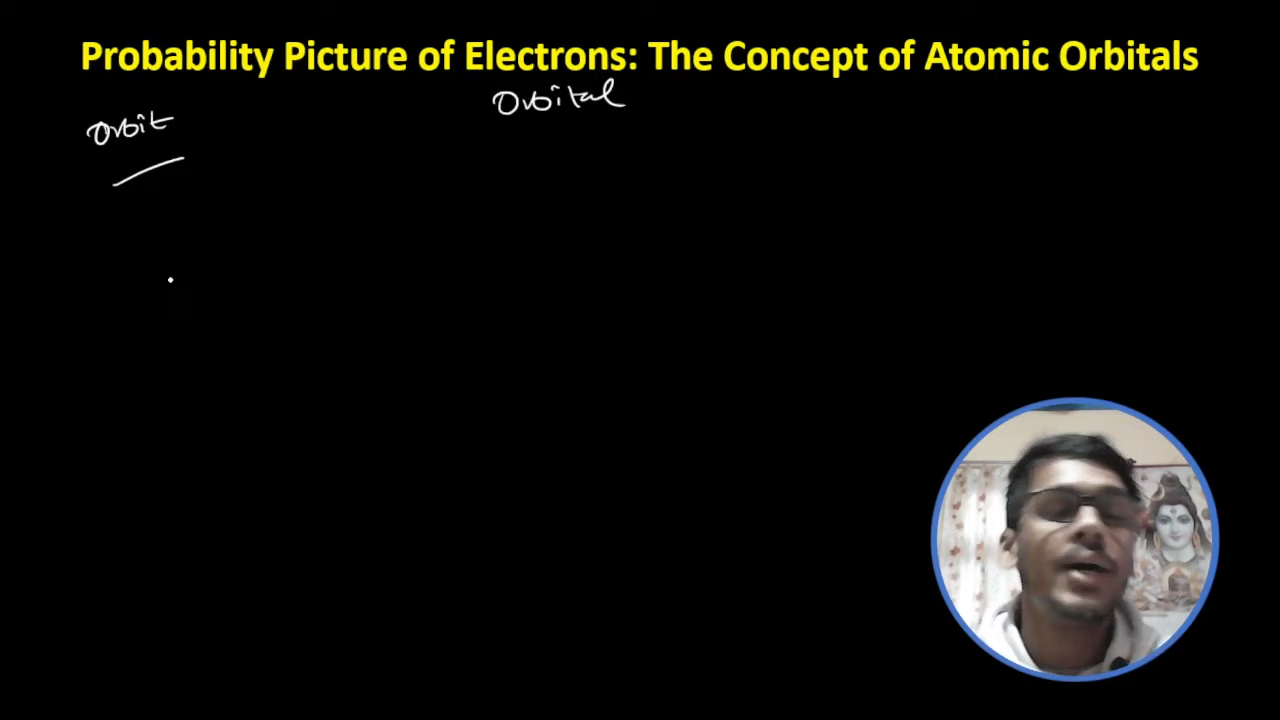 Probability Picture of Electrons: The Concept of Atomic Orbitals
Orbital
Orbit